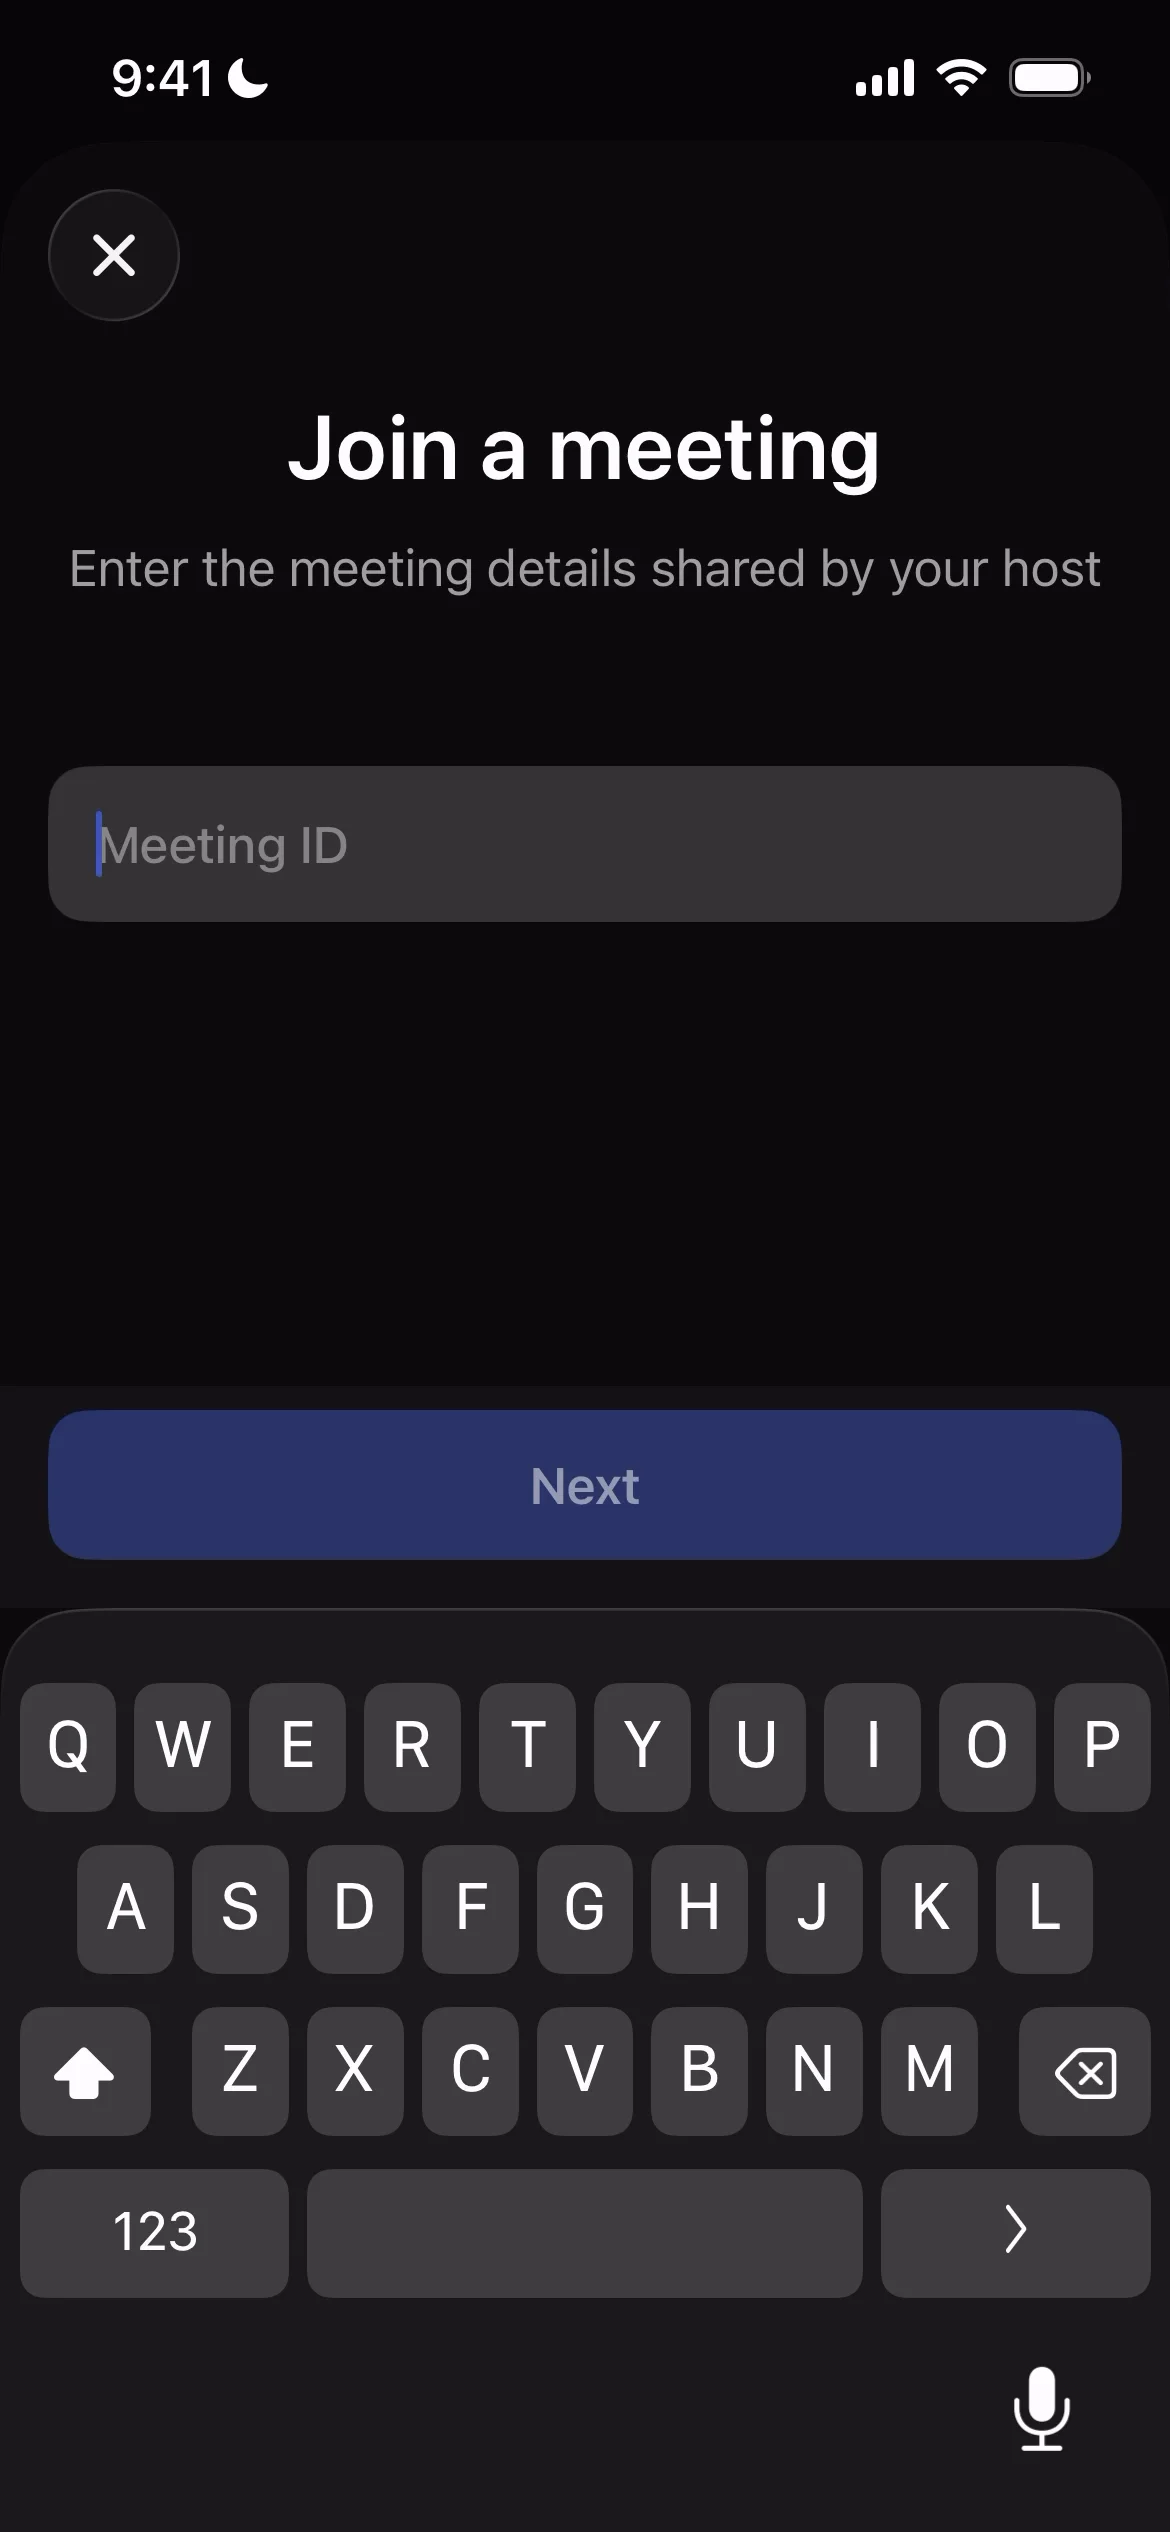 9:41
Join a meeting
Enter the meeting details shared by your host
Meeting ID
Next
Q W E R T Y U I O P
A S D F G H J K L
Z X C V B N M
123